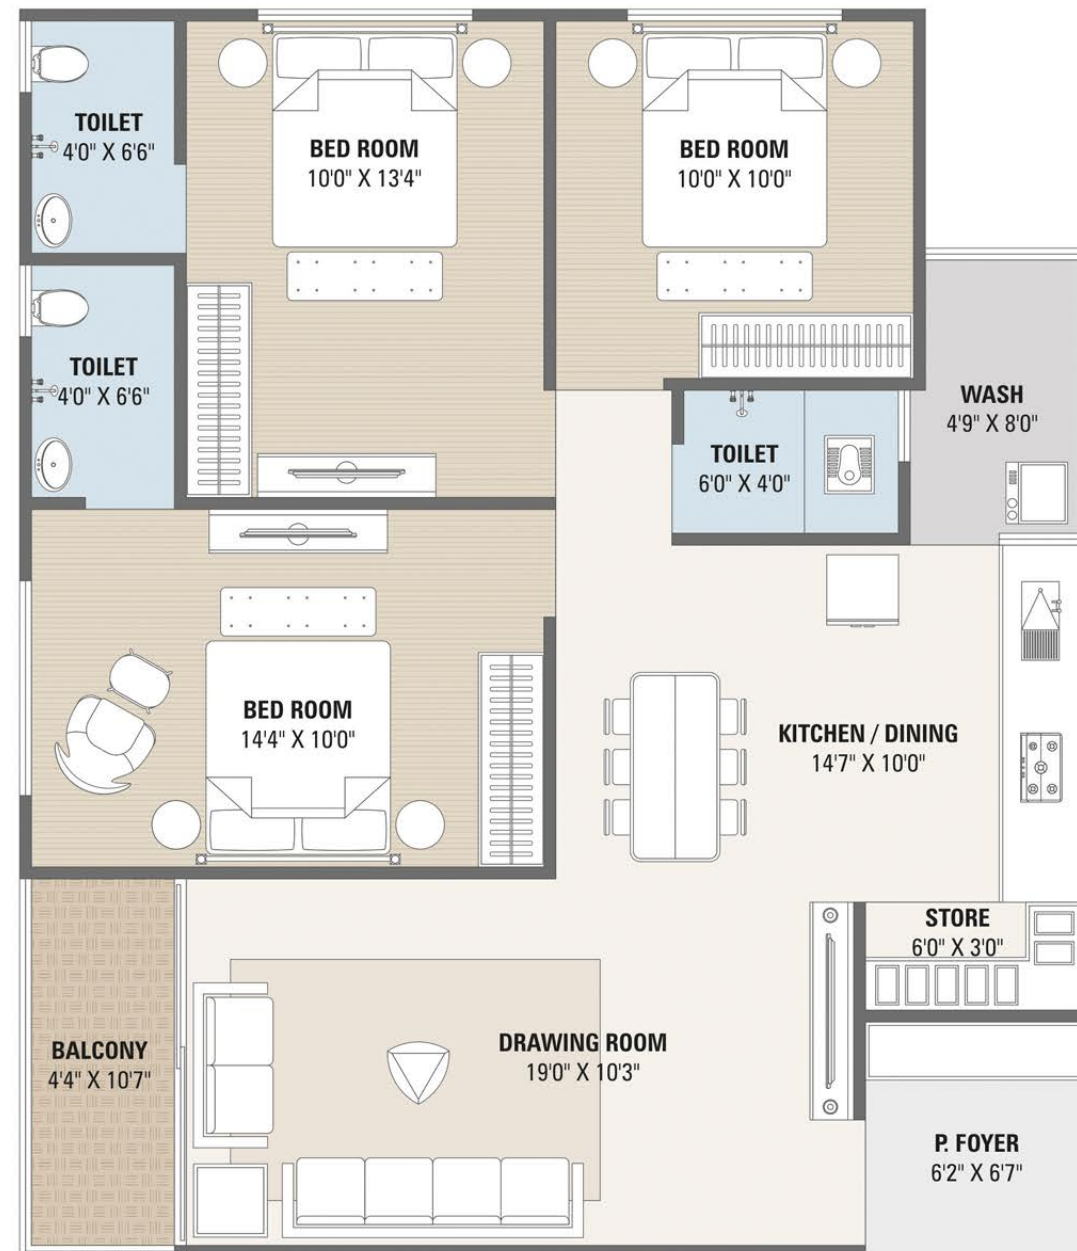 TOILET
4'0" X 6'6"
BED ROOM
10'0" X 13'4"
BED ROOM
10'0" X 10'0"
TOILET
4'0" X 6'6"
WASH
4'9" X 8'0"
TOILET
6'0" X 4'0"
BED ROOM
14'4" X 10'0"
KITCHEN / DINING
14'7" X 10'0"
STORE
6'0" X 3'0"
BALCONY
4'4" X 10'7"
DRAWING ROOM
19'0" X 10'3"
P. FOYER
6'2" X 6'7"